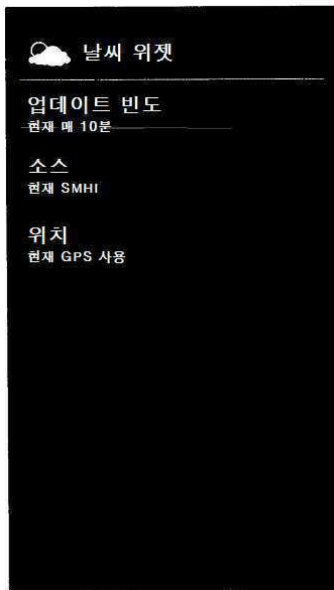 날씨 위젯
업데이트 빈도
현재 매 10분
소스
현재 SMHI
위치
현재 GPS 사용